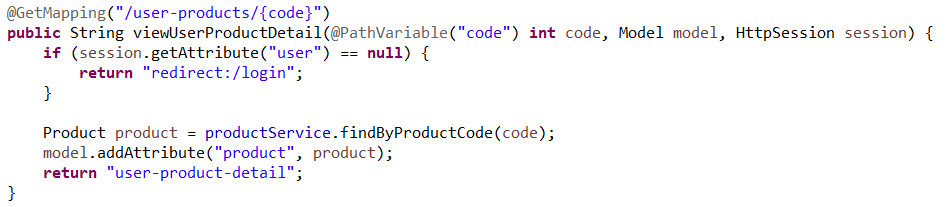 @GetMapping("/user-products/{code}")
public String viewUserProductDetail(@PathVariable("code") int code, Model model, HttpSession session) {
    if (session.getAttribute("user") == null) {
        return "redirect:/login";
    }

    Product product = productService.findByProductCode(code);
    model.addAttribute("product", product);
    return "user-product-detail";
}